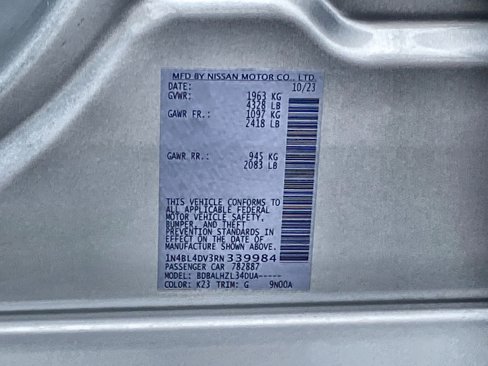 MFD BY NISSAN MOTOR CO., LTD.
DATE: 10/23
GVWR: 1963 KG
4328 LB
GAWR FR.: 1097 KG
2418 LB
GAWR RR.: 945 KG
2083 LB
THIS VEHICLE CONFORMS TO
ALL APPLICABLE FEDERAL
MOTOR VEHICLE SAFETY,
BUMPER, AND THEFT
PREVENTION STANDARDS IN
EFFECT ON THE DATE OF
MANUFACTURE SHOWN ABOVE.
1N4BL4DV3RN339984
PASSENGER CAR 782887
MODEL: BDBALHZL34DUA-----
COLOR: K23 TRIM: G 9N00A